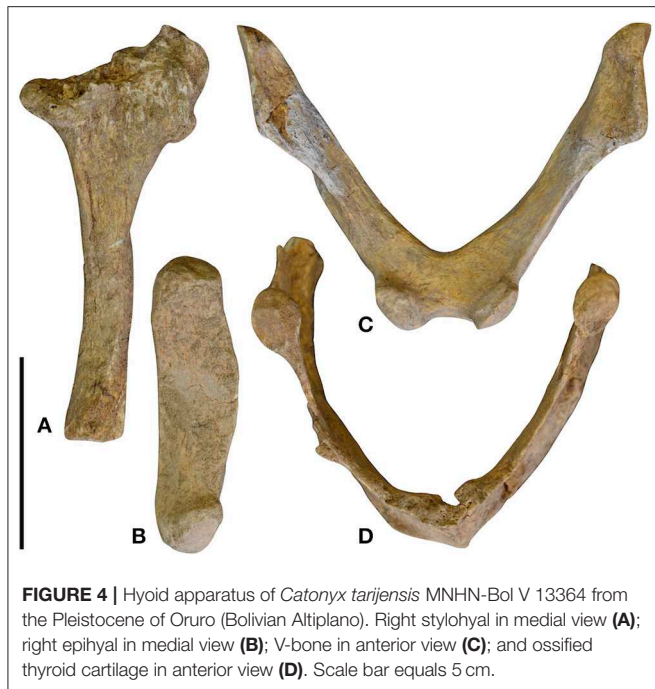 C
A
B
D
FIGURE 4 | Hyoid apparatus of Catonyx tarijensis MNHN-Bol V 13364 from
the Pleistocene of Oruro (Bolivian Altiplano). Right stylohyal in medial view (A);
right epihyal in medial view (B); V-bone in anterior view (C); and ossified
thyroid cartilage in anterior view (D). Scale bar equals 5 cm.